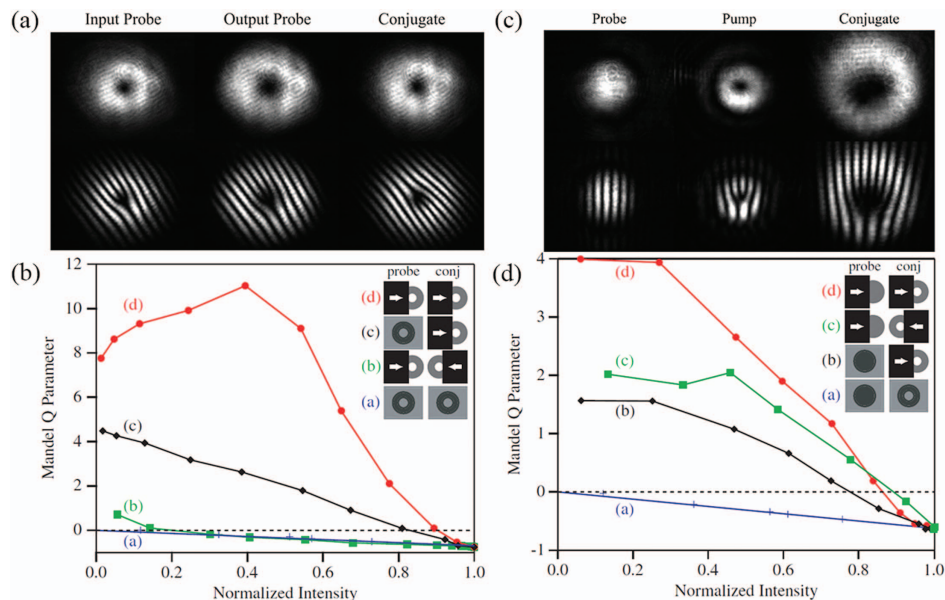 (a) Input Probe Output Probe Conjugate
(c) Probe Pump Conjugate
(b)
12
10
8
6
4
2
0
Mandel Q Parameter
0.0 0.2 0.4 0.6 0.8 1.0
Normalized Intensity
(d)
(c)
(b)
(a)
probe conj
(d)
(c)
(b)
(a)
(d)
4
3
2
1
0
-1
Mandel Q Parameter
0.0 0.2 0.4 0.6 0.8 1.0
Normalized Intensity
(d)
(c)
(b)
(a)
probe conj
(d)
(c)
(b)
(a)